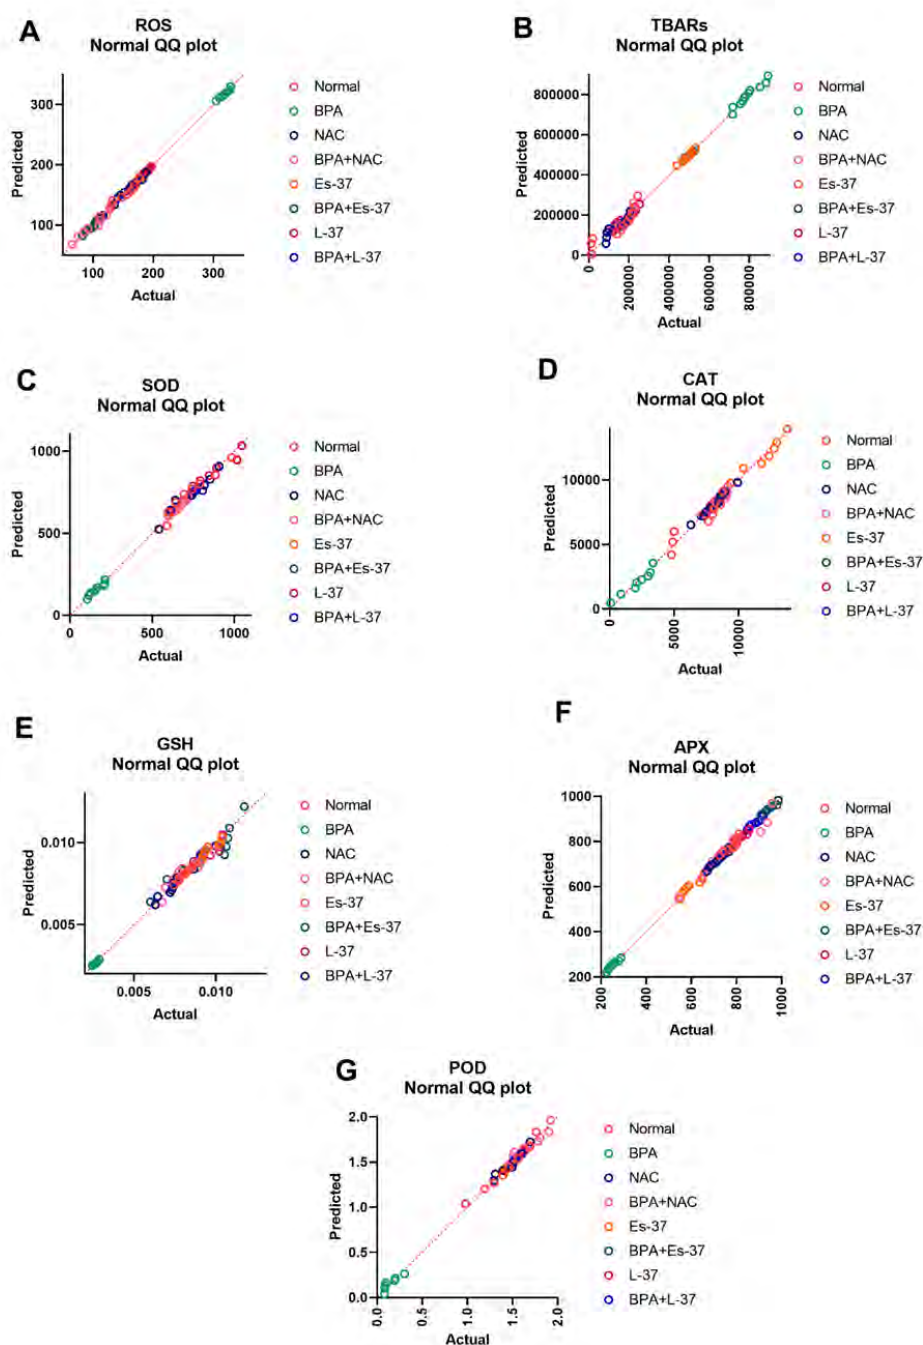 A
ROS
Normal QQ plot
Predicted
300
200
100
100
200
300
Actual
Normal
BPA
NAC
BPA+NAC
Es-37
BPA+Es-37
L-37
BPA+L-37
B
TBARs
Normal QQ plot
Predicted
800000
600000
400000
200000
0
0
200000
400000
600000
800000
Actual
Normal
BPA
NAC
BPA+NAC
Es-37
BPA+Es-37
L-37
BPA+L-37
C
SOD
Normal QQ plot
Predicted
1000
500
0
0
500
1000
Actual
Normal
BPA
NAC
BPA+NAC
Es-37
BPA+Es-37
L-37
BPA+L-37
D
CAT
Normal QQ plot
Predicted
10000
5000
0
0
5000
10000
Actual
Normal
BPA
NAC
BPA+NAC
Es-37
BPA+Es-37
L-37
BPA+L-37
E
GSH
Normal QQ plot
Predicted
0.010
0.005
0.005
0.010
Actual
Normal
BPA
NAC
BPA+NAC
Es-37
BPA+Es-37
L-37
BPA+L-37
F
APX
Normal QQ plot
Predicted
1000
800
600
400
200
200
400
600
800
1000
Actual
Normal
BPA
NAC
BPA+NAC
Es-37
BPA+Es-37
L-37
BPA+L-37
G
POD
Normal QQ plot
Predicted
2.0
1.5
1.0
0.5
0.0
0.0
0.5
1.0
1.5
2.0
Actual
Normal
BPA
NAC
BPA+NAC
Es-37
BPA+Es-37
L-37
BPA+L-37